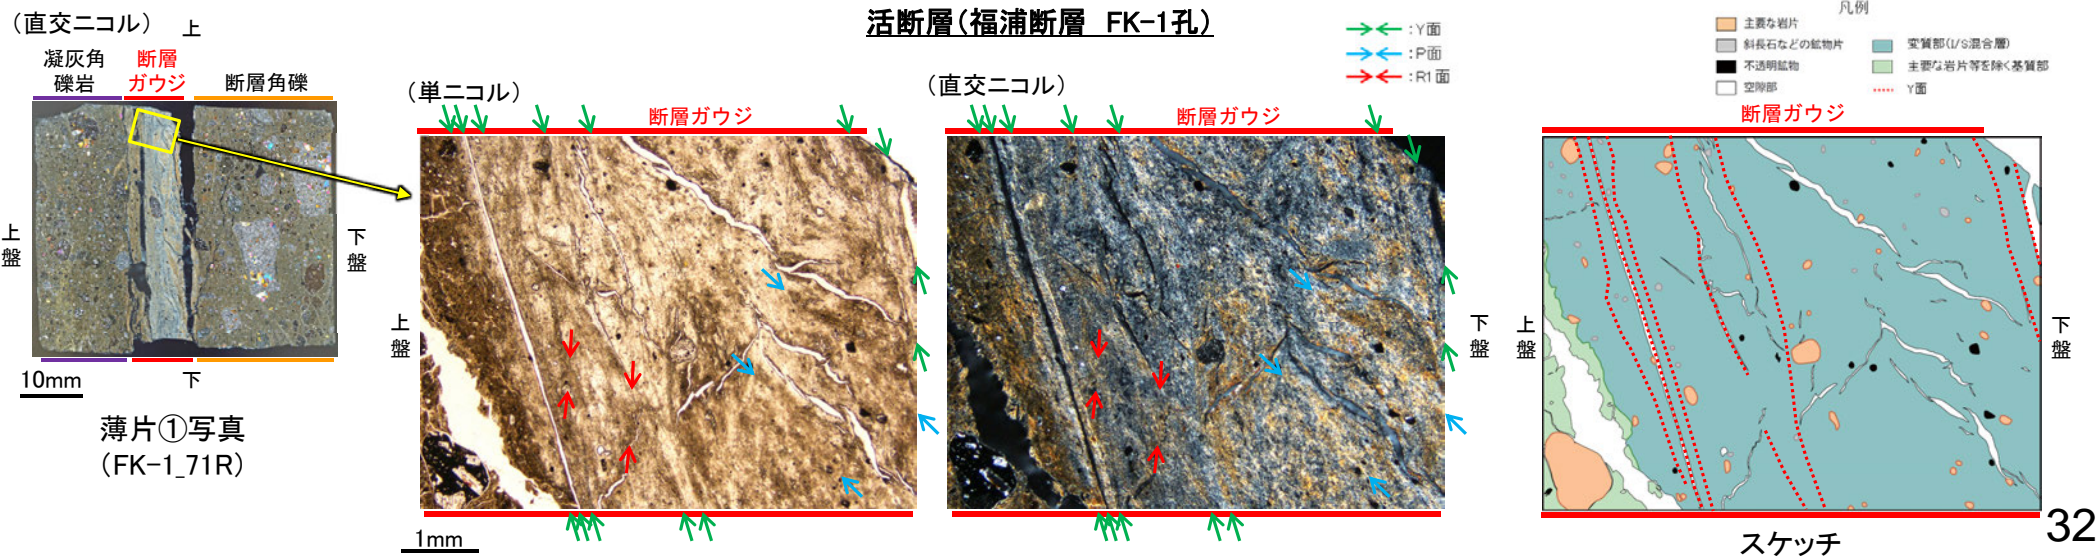 活断層(福浦断層 FK-1孔)
(直交ニコル)
上
凝灰角
礫岩
断層
ガウジ
断層角礫
上
盤
下
盤
10mm
下
薄片①写真
(FK-1_71R)
(単ニコル)
断層ガウジ
上
盤
1mm
(直交ニコル)
断層ガウジ
下
盤
:Y面
:P面
:R1面
凡例
主要な岩片
斜長石などの鉱物片
不透明鉱物
空隙部
変質部(I/S混合層)
主要な岩片等を除く基質部
Y面
断層ガウジ
上
盤
下
盤
スケッチ
32